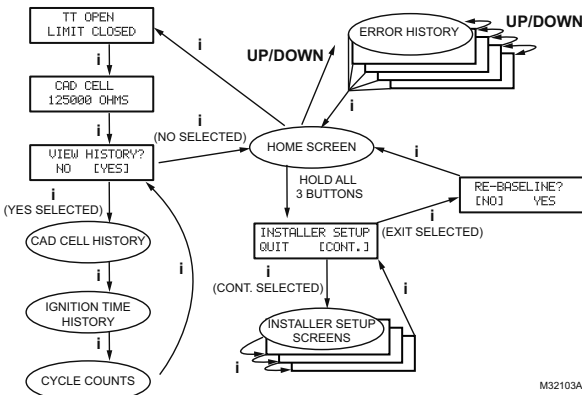 TT OPEN
LIMIT CLOSED
i
CAD CELL
125000 OHMS
i
VIEW HISTORY?
NO [YES]
i
(YES SELECTED)
CAD CELL HISTORY
i
IGNITION TIME
HISTORY
i
CYCLE COUNTS
i
i
(NO SELECTED)
i
UP/DOWN
ERROR HISTORY
UP/DOWN
i
HOME SCREEN
HOLD ALL
3 BUTTONS
i
RE-BASELINE?
[NO] YES
INSTALLER SETUP
QUIT [CONT.]
i
(EXIT SELECTED)
i
(CONT. SELECTED)
i
INSTALLER SETUP
SCREENS
i
M32103A